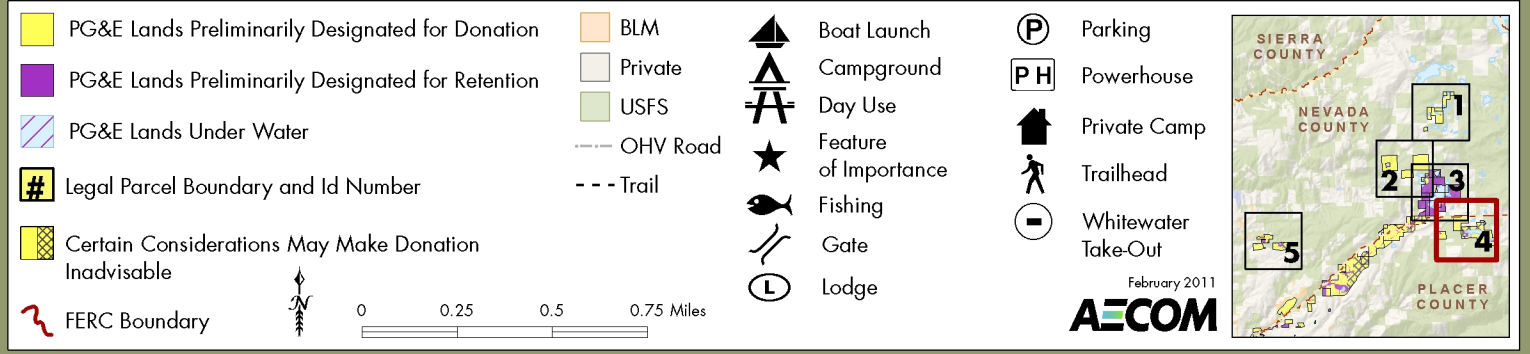 PG&E Lands Preliminarily Designated for Donation
PG&E Lands Preliminarily Designated for Retention
PG&E Lands Under Water
# Legal Parcel Boundary and Id Number
Certain Considerations May Make Donation
Inadvisable
FERC Boundary
N
0 0.25 0.5 0.75 Miles
BLM
Private
USFS
OHV Road
Trail
Boat Launch
Campground
Day Use
Feature
of Importance
Fishing
Gate
L Lodge
P Parking
PH Powerhouse
Private Camp
Trailhead
Whitewater
Take-Out
February 2011
AECOM
SIERRA
COUNTY
NEVADA
COUNTY
1
2
3
4
5
PLACER
COUNTY